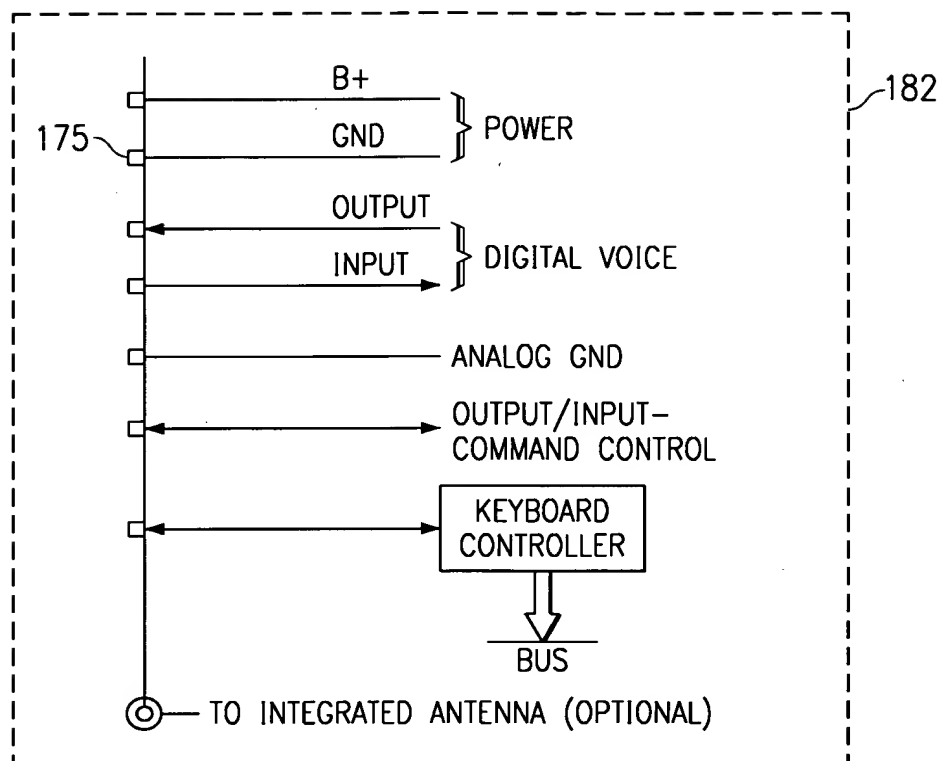 182
B+
175
GND
POWER
OUTPUT
INPUT
DIGITAL VOICE
ANALOG GND
OUTPUT/INPUT-
COMMAND CONTROL
KEYBOARD
CONTROLLER
BUS
TO INTEGRATED ANTENNA (OPTIONAL)